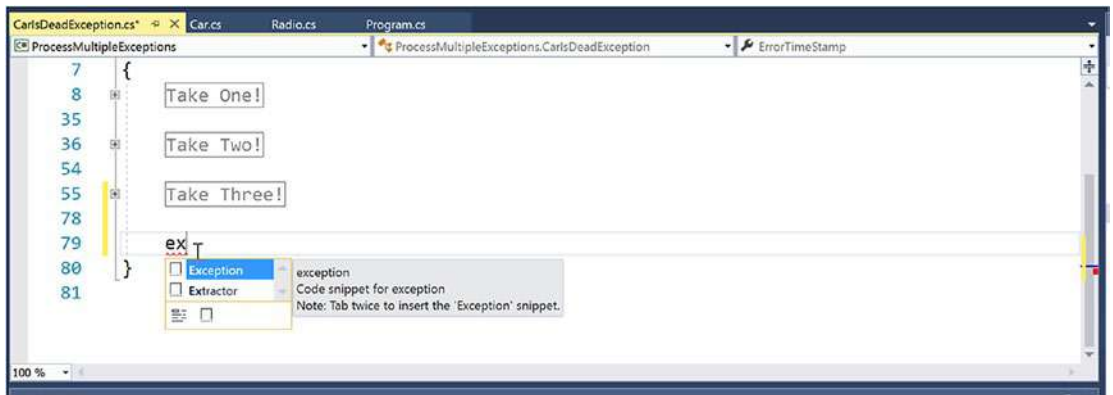 CarIsDeadException.cs* Car.cs Radio.cs Program.cs
ProcessMultipleExceptions ProcessMultipleExceptions.CarIsDeadException ErrorTimeStamp
7 {
8 Take One!
35
36 Take Two!
54
55 Take Three!
78
79 ex
80 }
81
Exception
Extractor
exception
Code snippet for exception
Note: Tab twice to insert the 'Exception' snippet.
100 %